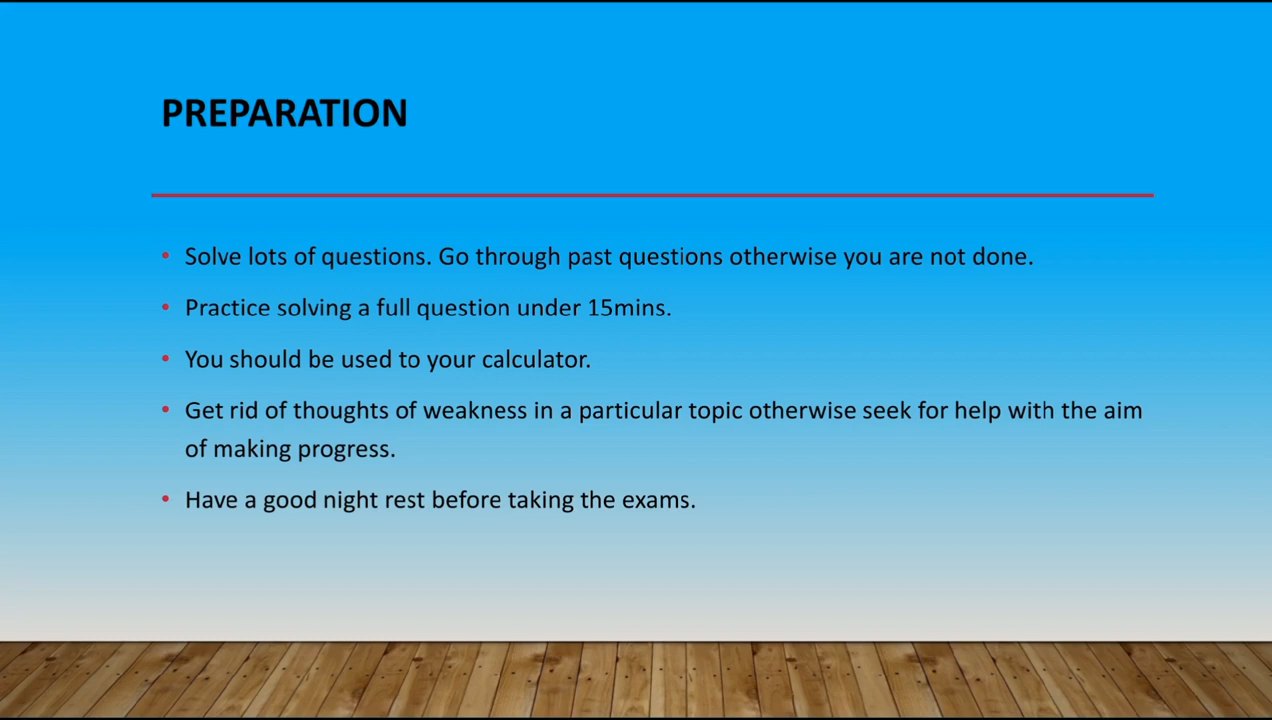 PREPARATION
• Solve lots of questions. Go through past questions otherwise you are not done.
• Practice solving a full question under 15mins.
• You should be used to your calculator.
• Get rid of thoughts of weakness in a particular topic otherwise seek for help with the aim
of making progress.
• Have a good night rest before taking the exams.